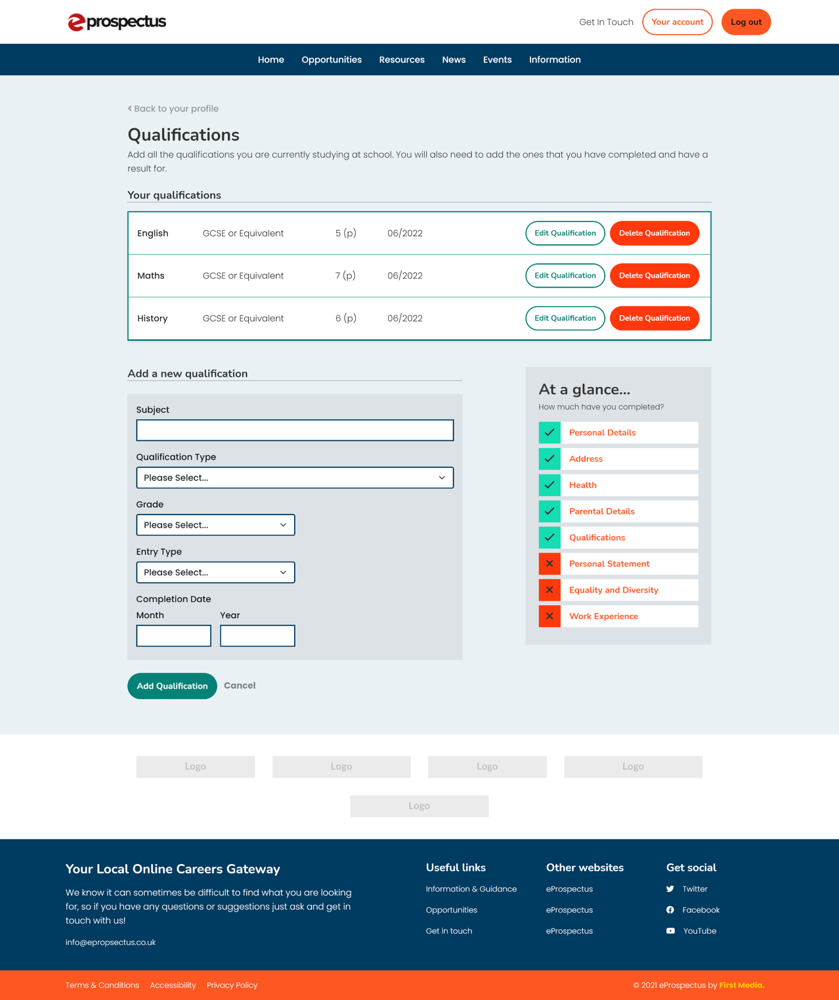 eprospectus
Get In Touch
Your account
Log out
Home Opportunities Resources News Events Information
Back to your profile
Qualifications
Add all the qualifications you are currently studying at school. You will also need to add the ones that you have completed and have a
result for.
Your qualifications
English GCSE or Equivalent 5 (p) 06/2022 Edit Qualification Delete Qualification
Maths GCSE or Equivalent 7 (p) 06/2022 Edit Qualification Delete Qualification
History GCSE or Equivalent 6 (p) 06/2022 Edit Qualification Delete Qualification
Add a new qualification
Subject
Qualification Type
Please Select...
Grade
Please Select...
Entry Type
Please Select...
Completion Date
Month Year
Add Qualification Cancel
At a glance...
How much have you completed?
Personal Details
Address
Health
Parental Details
Qualifications
Personal Statement
Equality and Diversity
Work Experience
Logo Logo Logo Logo
Logo
Your Local Online Careers Gateway
We know it can sometimes be difficult to find what you are looking
for, so if you have any questions or suggestions just ask and get in
touch with us!
info@epropsectus.co.uk
Useful links
Information & Guidance
Opportunities
Get in touch
Other websites
eProspectus
eProspectus
eProspectus
Get social
Twitter
Facebook
YouTube
Terms & Conditions Accessibility Privacy Policy
© 2021 eProspectus by First Media.